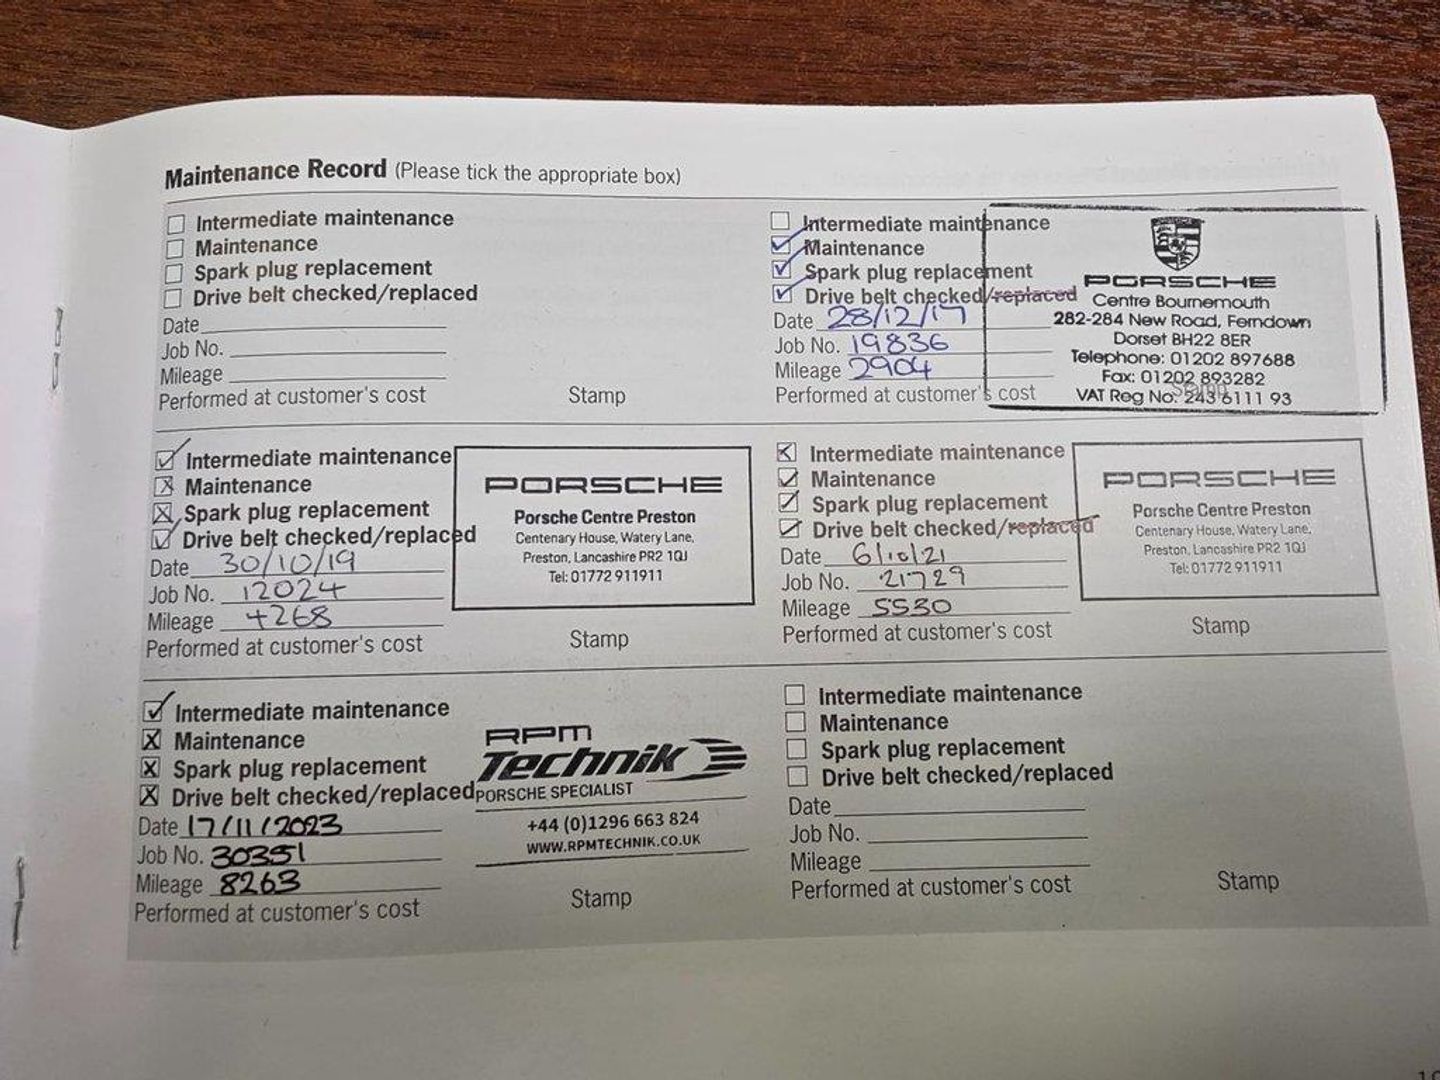 Maintenance Record (Please tick the appropriate box)
Intermediate maintenance
Maintenance
Spark plug replacement
Drive belt checked/replaced
Date
Job No.
Mileage
Performed at customer's cost
Stamp
Intermediate maintenance
Maintenance
Spark plug replacement
Drive belt checked/replaced
Date 28/12/17
Job No. 19836
Mileage 2904
Performed at customer's cost
Stamp
PORSCHE
Centre Bournemouth
282-284 New Road, Ferndown
Dorset BH22 8ER
Telephone: 01202 897688
Fax: 01202 893282
VAT Reg No: 243 6111 93
Intermediate maintenance
Maintenance
Spark plug replacement
Drive belt checked/replaced
Date 30/10/19
Job No. 12024
Mileage 4268
Performed at customer's cost
PORSCHE
Porsche Centre Preston
Centenary House, Watery Lane,
Preston, Lancashire PR2 1QJ
Tel: 01772 911911
Stamp
Intermediate maintenance
Maintenance
Spark plug replacement
Drive belt checked/replaced
Date 6/10/21
Job No. 21729
Mileage 5530
Performed at customer's cost
PORSCHE
Porsche Centre Preston
Centenary House, Watery Lane,
Preston, Lancashire PR2 1QJ
Tel: 01772 911911
Stamp
Intermediate maintenance
Maintenance
Spark plug replacement
Drive belt checked/replaced
Date 17/11/2023
Job No. 30351
Mileage 8263
Performed at customer's cost
RPM
Technik
PORSCHE SPECIALIST
+44 (0)1296 663 824
WWW.RPMTECHNIK.CO.UK
Stamp
Intermediate maintenance
Maintenance
Spark plug replacement
Drive belt checked/replaced
Date
Job No.
Mileage
Performed at customer's cost
Stamp